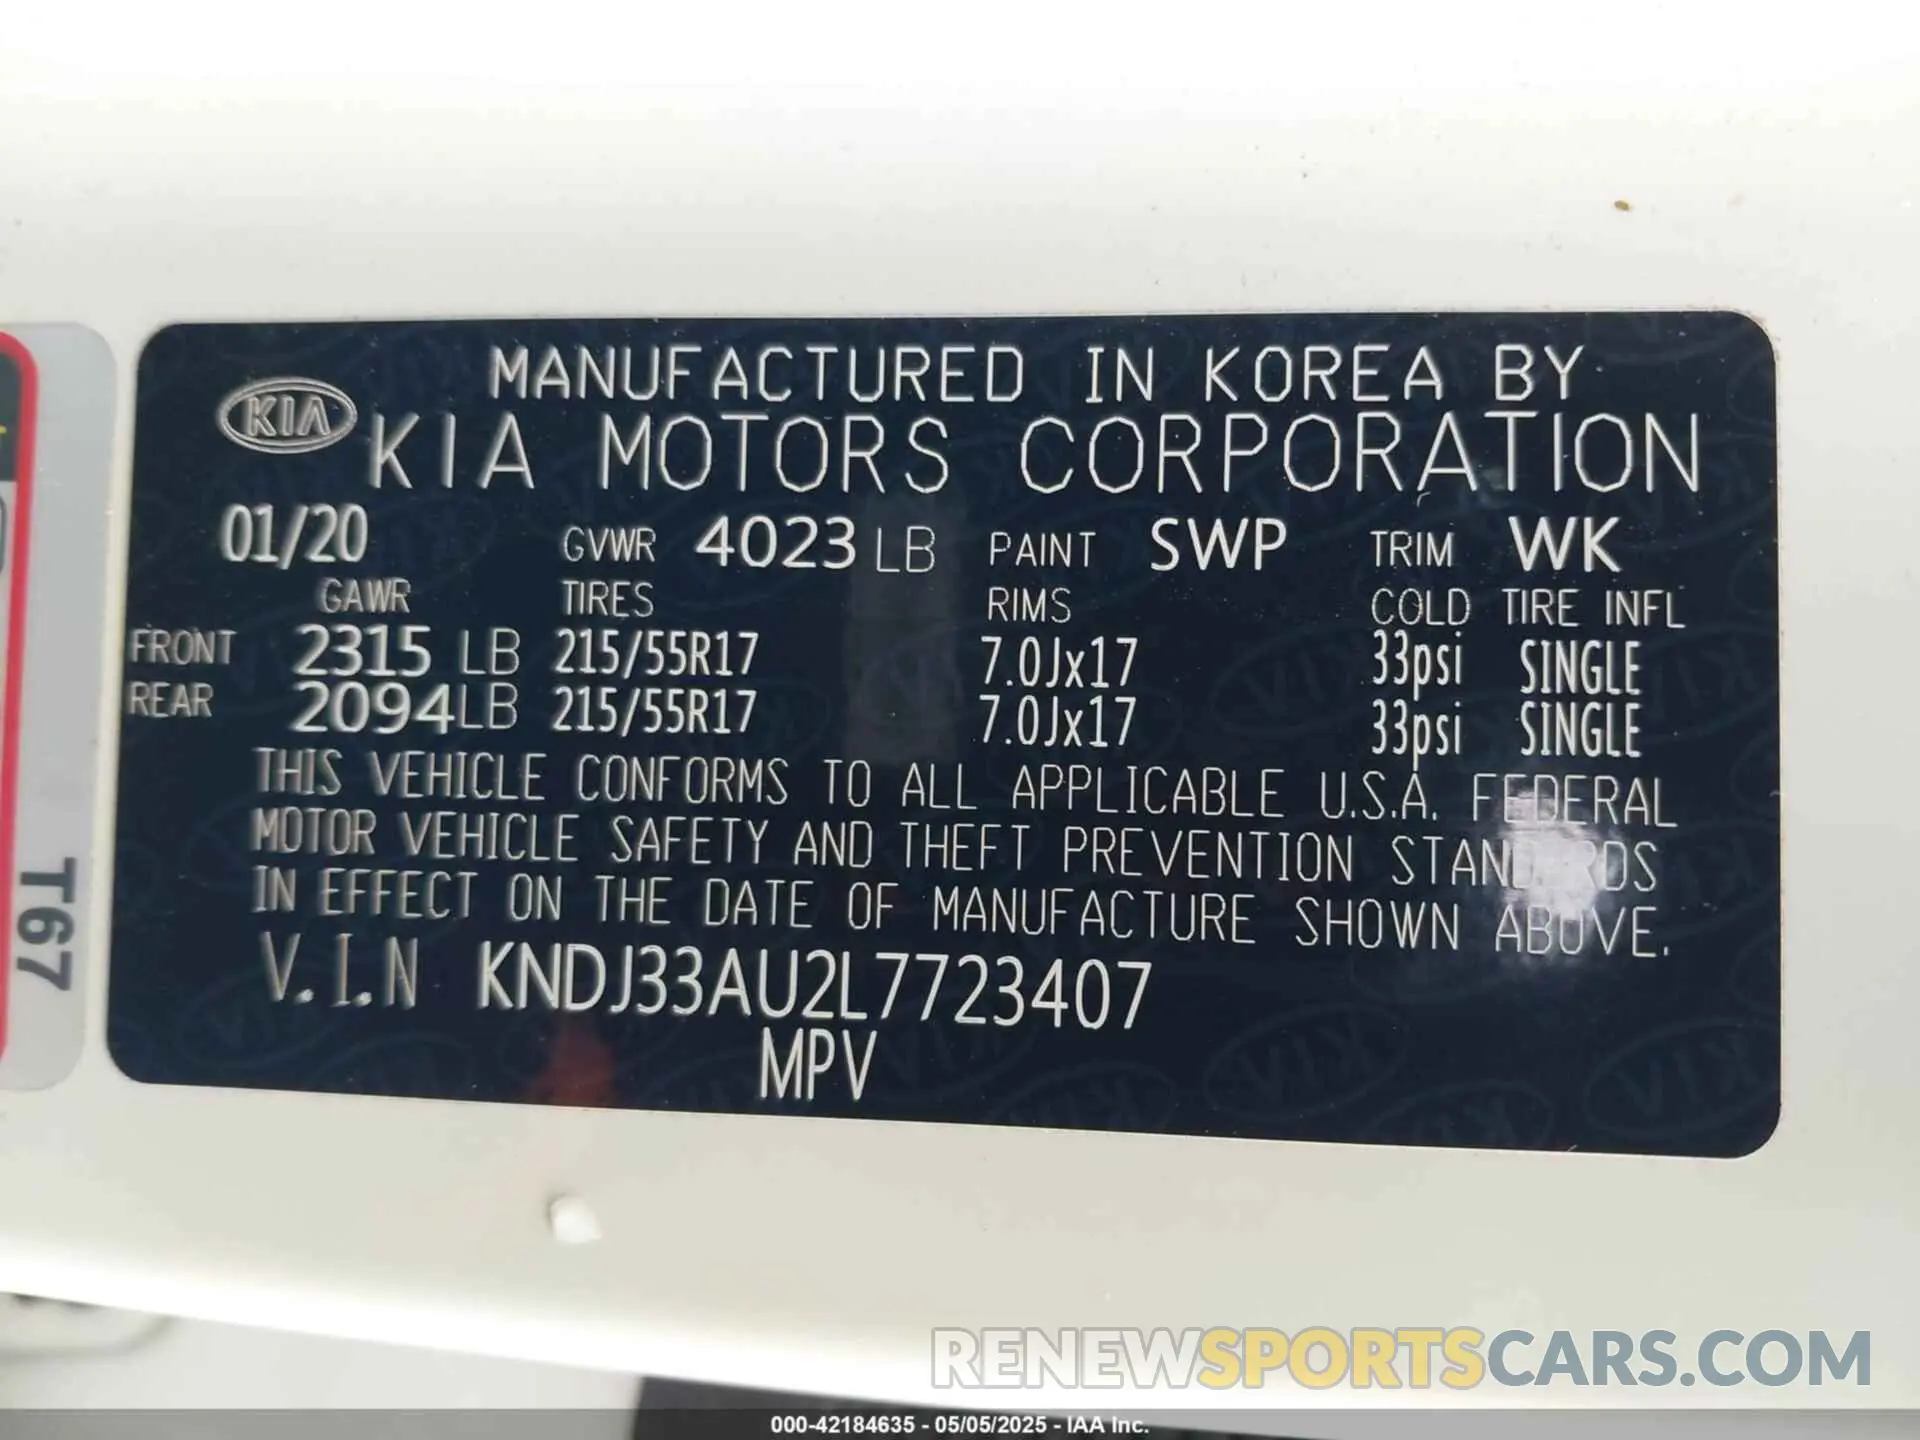 MANUFACTURED IN KOREA BY
KIA KIA MOTORS CORPORATION
01/20 GVWR 4023 LB PAINT SWP TRIM WK
GAWR TIRES RIMS COLD TIRE INFL
FRONT 2315 LB 215/55R17 7.0Jx17 33psi SINGLE
REAR 2094LB 215/55R17 7.0Jx17 33psi SINGLE
THIS VEHICLE CONFORMS TO ALL APPLICABLE U.S.A. FEDERAL
MOTOR VEHICLE SAFETY AND THEFT PREVENTION STANDARDS
IN EFFECT ON THE DATE OF MANUFACTURE SHOWN ABOVE.
V.I.N KNDJ33AU2L7723407
MPV
T67
RENEWSPORTSCARS.COM
000-42184635 - 05/05/2025 - IAA Inc.